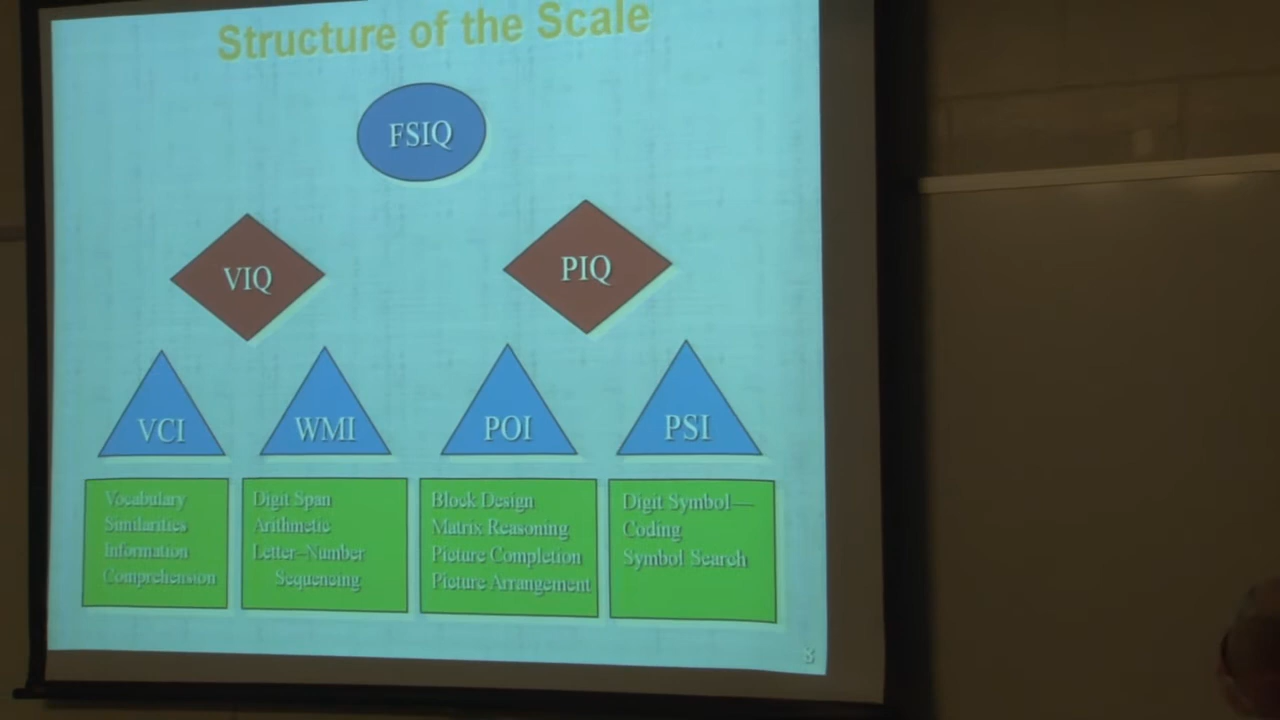 Structure of the Scale
FSIQ
VIQ
PIQ
VCI
WMI
POI
PSI
Vocabulary
Similarities
Information
Comprehension
Digit Span
Arithmetic
Letter–Number
Sequencing
Block Design
Matrix Reasoning
Picture Completion
Picture Arrangement
Digit Symbol—
Coding
Symbol Search
8